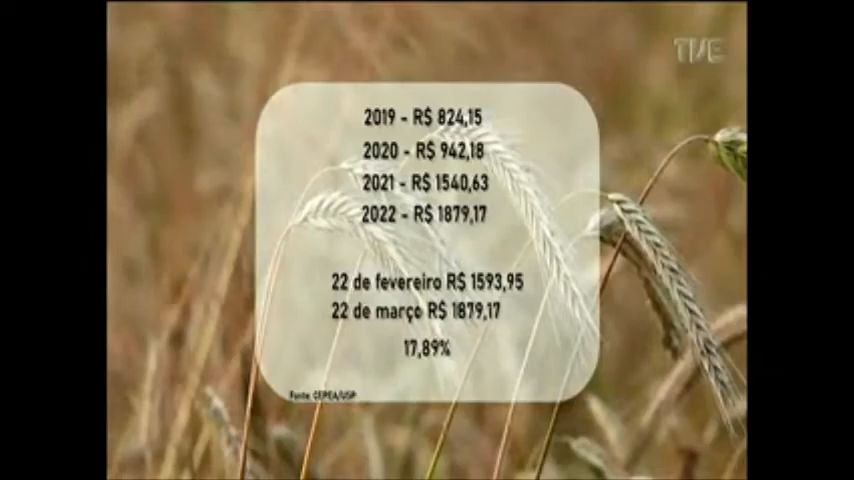 TVE
2019 - R$ 824,15
2020 - R$ 942,18
2021 - R$ 1540,63
2022 - R$ 1879,17
22 de fevereiro R$ 1593,95
22 de março R$ 1879,17
17,89%
Fonte: CEPEA/USP